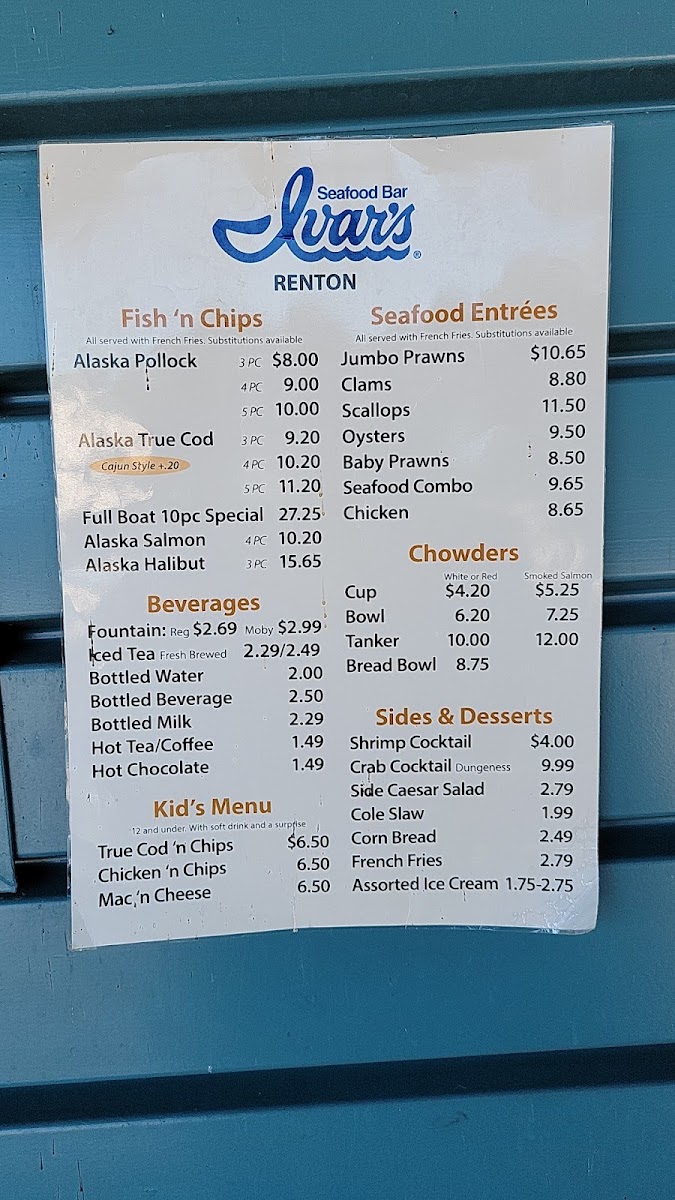 Seafood Bar
Ivar's®
RENTON
Fish 'n Chips
All served with French Fries. Substitutions available
Alaska Pollock 3 PC $8.00
4 PC 9.00
5 PC 10.00
Alaska True Cod 3 PC 9.20
Cajun Style +.20 4 PC 10.20
5 PC 11.20
Full Boat 10pc Special 27.25
Alaska Salmon 4 PC 10.20
Alaska Halibut 3 PC 15.65
Beverages
Fountain: Reg $2.69 Moby $2.99
Iced Tea Fresh Brewed 2.29/2.49
Bottled Water 2.00
Bottled Beverage 2.50
Bottled Milk 2.29
Hot Tea/Coffee 1.49
Hot Chocolate 1.49
Kid's Menu
12 and under. With soft drink and a surprise
True Cod 'n Chips $6.50
Chicken 'n Chips 6.50
Mac 'n Cheese 6.50
Seafood Entrées
All served with French Fries. Substitutions available
Jumbo Prawns $10.65
Clams 8.80
Scallops 11.50
Oysters 9.50
Baby Prawns 8.50
Seafood Combo 9.65
Chicken 8.65
Chowders
White or Red Smoked Salmon
Cup $4.20 $5.25
Bowl 6.20 7.25
Tanker 10.00 12.00
Bread Bowl 8.75
Sides & Desserts
Shrimp Cocktail $4.00
Crab Cocktail Dungeness 9.99
Side Caesar Salad 2.79
Cole Slaw 1.99
Corn Bread 2.49
French Fries 2.79
Assorted Ice Cream 1.75-2.75